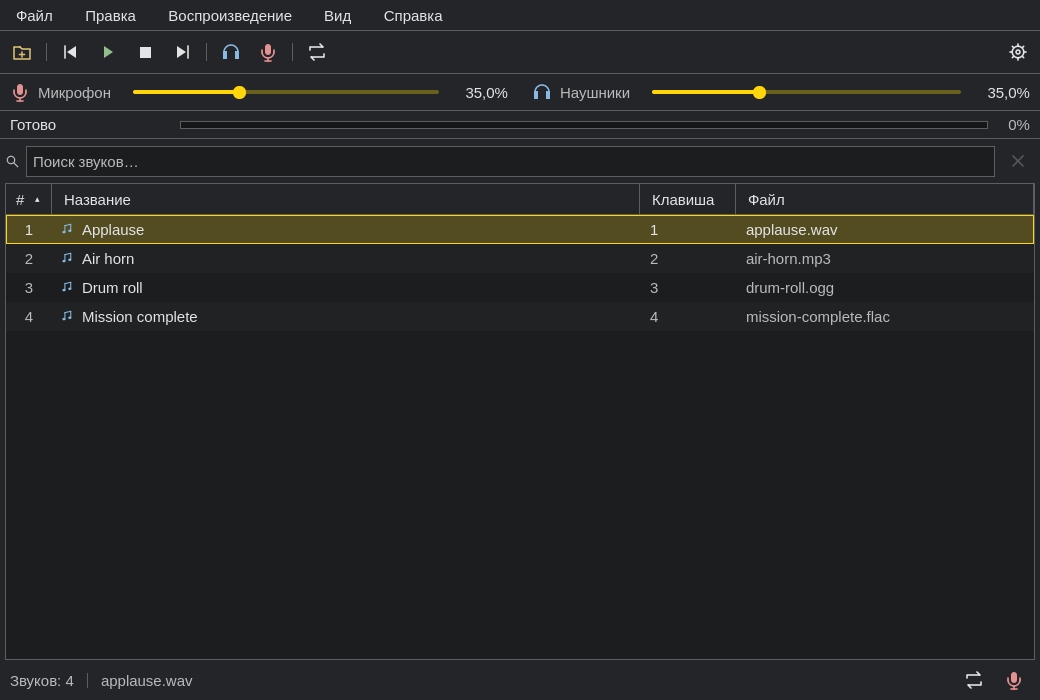 Файл Правка Воспроизведение Вид Справка
Микрофон 35,0% Наушники 35,0%
Готово 0%
Поиск звуков…
# Название Клавиша Файл
1 Applause 1 applause.wav
2 Air horn 2 air-horn.mp3
3 Drum roll 3 drum-roll.ogg
4 Mission complete 4 mission-complete.flac
Звуков: 4 applause.wav